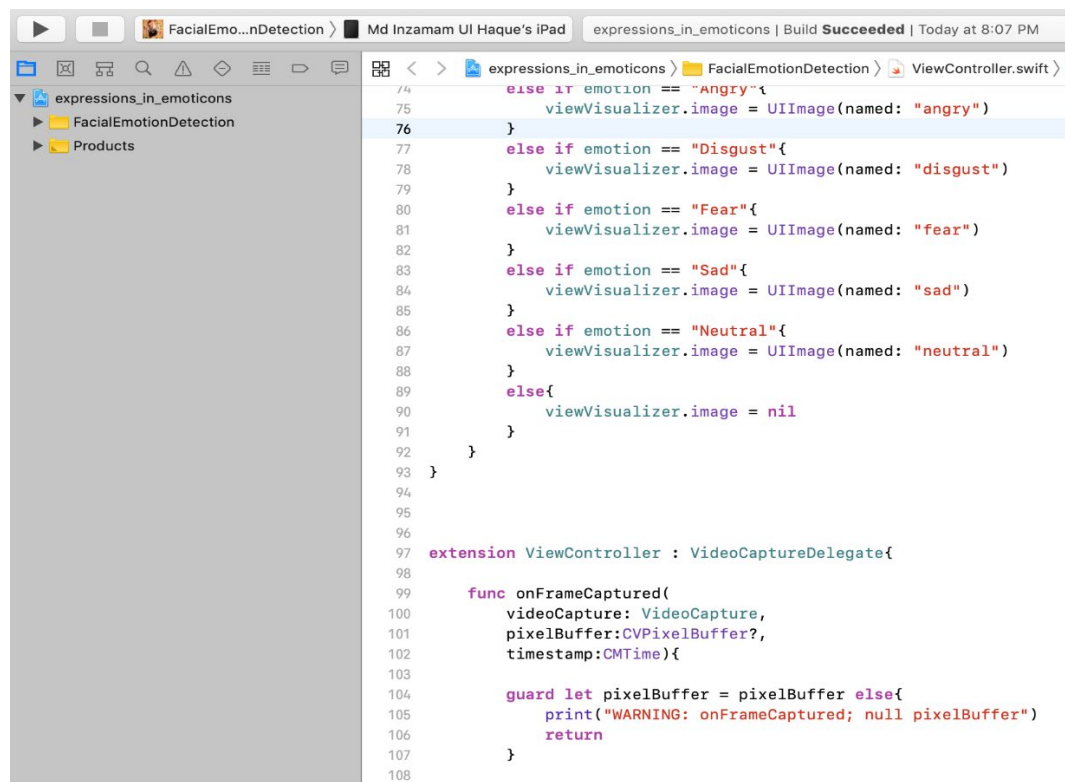 FacialEmo...nDetection 〉 Md Inzamam Ul Haque's iPad
expressions_in_emoticons | Build Succeeded | Today at 8:07 PM
expressions_in_emoticons 〉 FacialEmotionDetection 〉 ViewController.swift 〉
expressions_in_emoticons
FacialEmotionDetection
Products
74 else if emotion == "Angry"{
75 viewVisualizer.image = UIImage(named: "angry")
76 }
77 else if emotion == "Disgust"{
78 viewVisualizer.image = UIImage(named: "disgust")
79 }
80 else if emotion == "Fear"{
81 viewVisualizer.image = UIImage(named: "fear")
82 }
83 else if emotion == "Sad"{
84 viewVisualizer.image = UIImage(named: "sad")
85 }
86 else if emotion == "Neutral"{
87 viewVisualizer.image = UIImage(named: "neutral")
88 }
89 else{
90 viewVisualizer.image = nil
91 }
92 }
93 }
94
95
96
97 extension ViewController : VideoCaptureDelegate{
98
99 func onFrameCaptured(
100 videoCapture: VideoCapture,
101 pixelBuffer:CVPixelBuffer?,
102 timestamp:CMTime){
103
104 guard let pixelBuffer = pixelBuffer else{
105 print("WARNING: onFrameCaptured; null pixelBuffer")
106 return
107 }
108